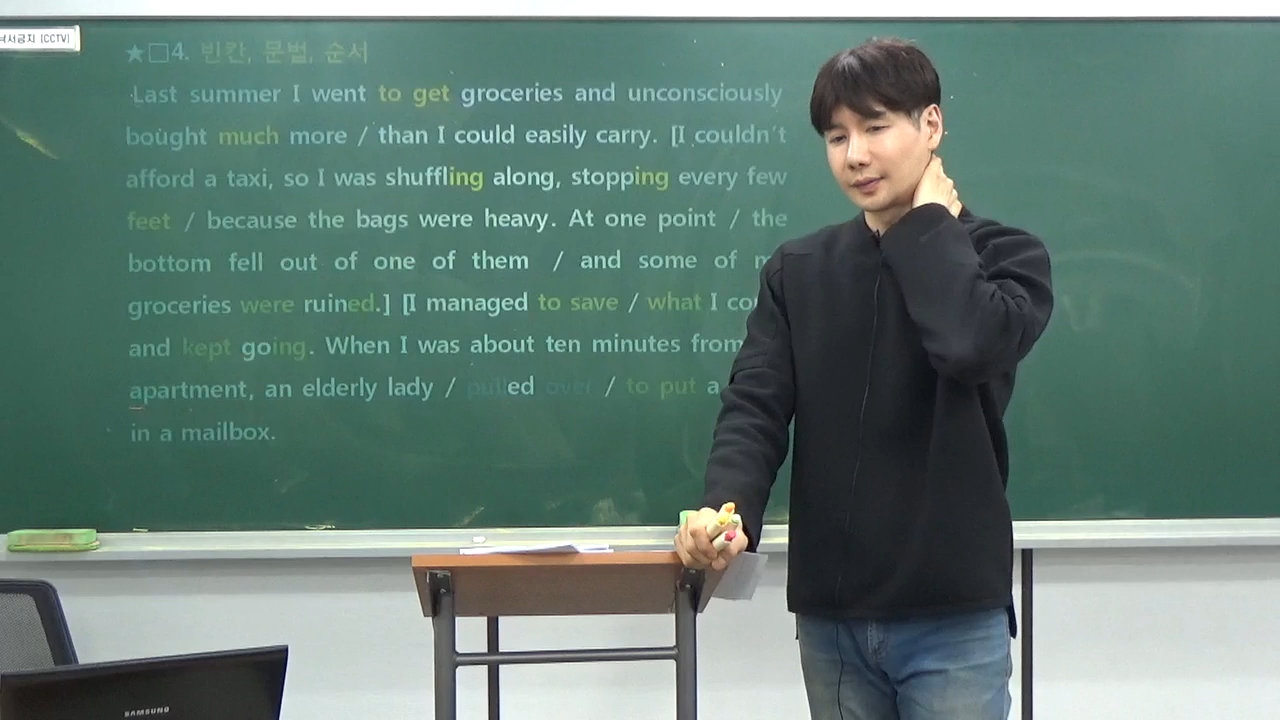 낙서금지 [CCTV]
★□4. 빈칸, 문법, 순서
Last summer I went to get groceries and unconsciously
bought much more / than I could easily carry. [I couldn't
afford a taxi, so I was shuffling along, stopping every few
feet / because the bags were heavy. At one point / the
bottom fell out of one of them / and some of
groceries were ruined.] [I managed to save / what I
and kept going. When I was about ten minutes from
apartment, an elderly lady / pulled over / to put a
in a mailbox.
SAMSUNG